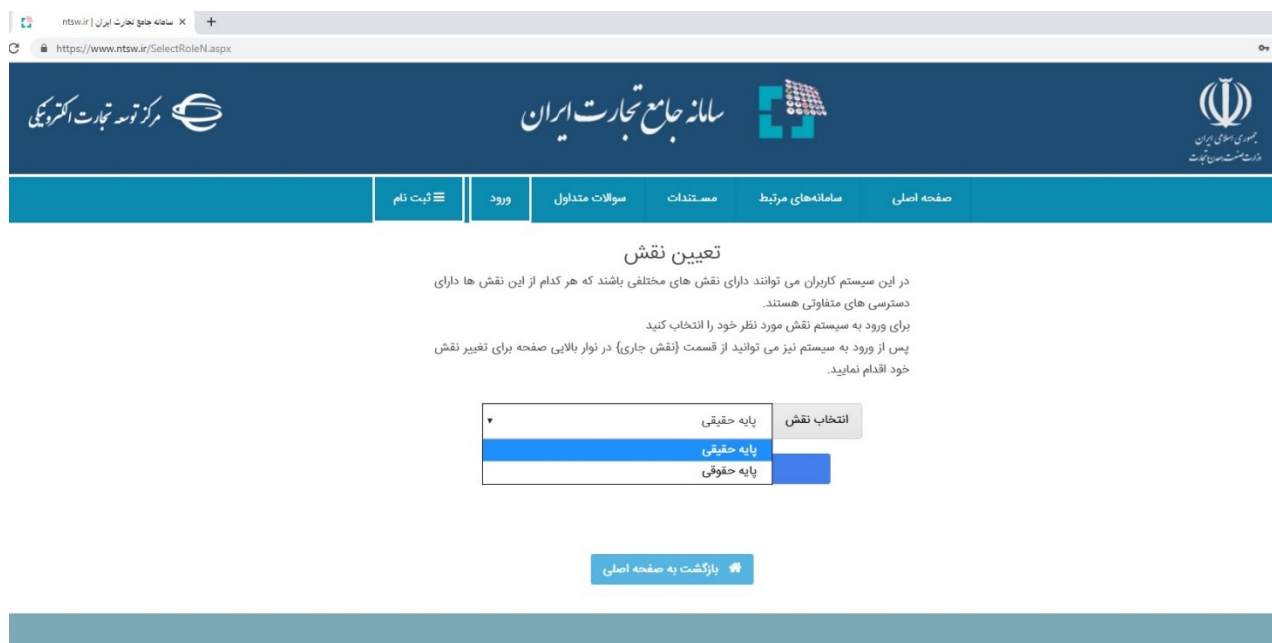 ntsw.ir | سامانه جامع تجارت ایران
https://www.ntsw.ir/SelectRoleN.aspx
جمهوری اسلامی ایران
وزارت صنعت، معدن و تجارت
سامانه جامع تجارت ایران
مرکز توسعه تجارت الکترونیکی
صفحه اصلی
سامانه‌های مرتبط
مستندات
سوالات متداول
ورود
ثبت نام
تعیین نقش
در این سیستم کاربران می توانند دارای نقش های مختلفی باشند که هر کدام از این نقش ها دارای
دسترسی های متفاوتی هستند.
برای ورود به سیستم نقش مورد نظر خود را انتخاب کنید
پس از ورود به سیستم نیز می توانید از قسمت {نقش جاری} در نوار بالایی صفحه برای تغییر نقش
خود اقدام نمایید.
انتخاب نقش
پایه حقیقی
پایه حقیقی
پایه حقوقی
بازگشت به صفحه اصلی